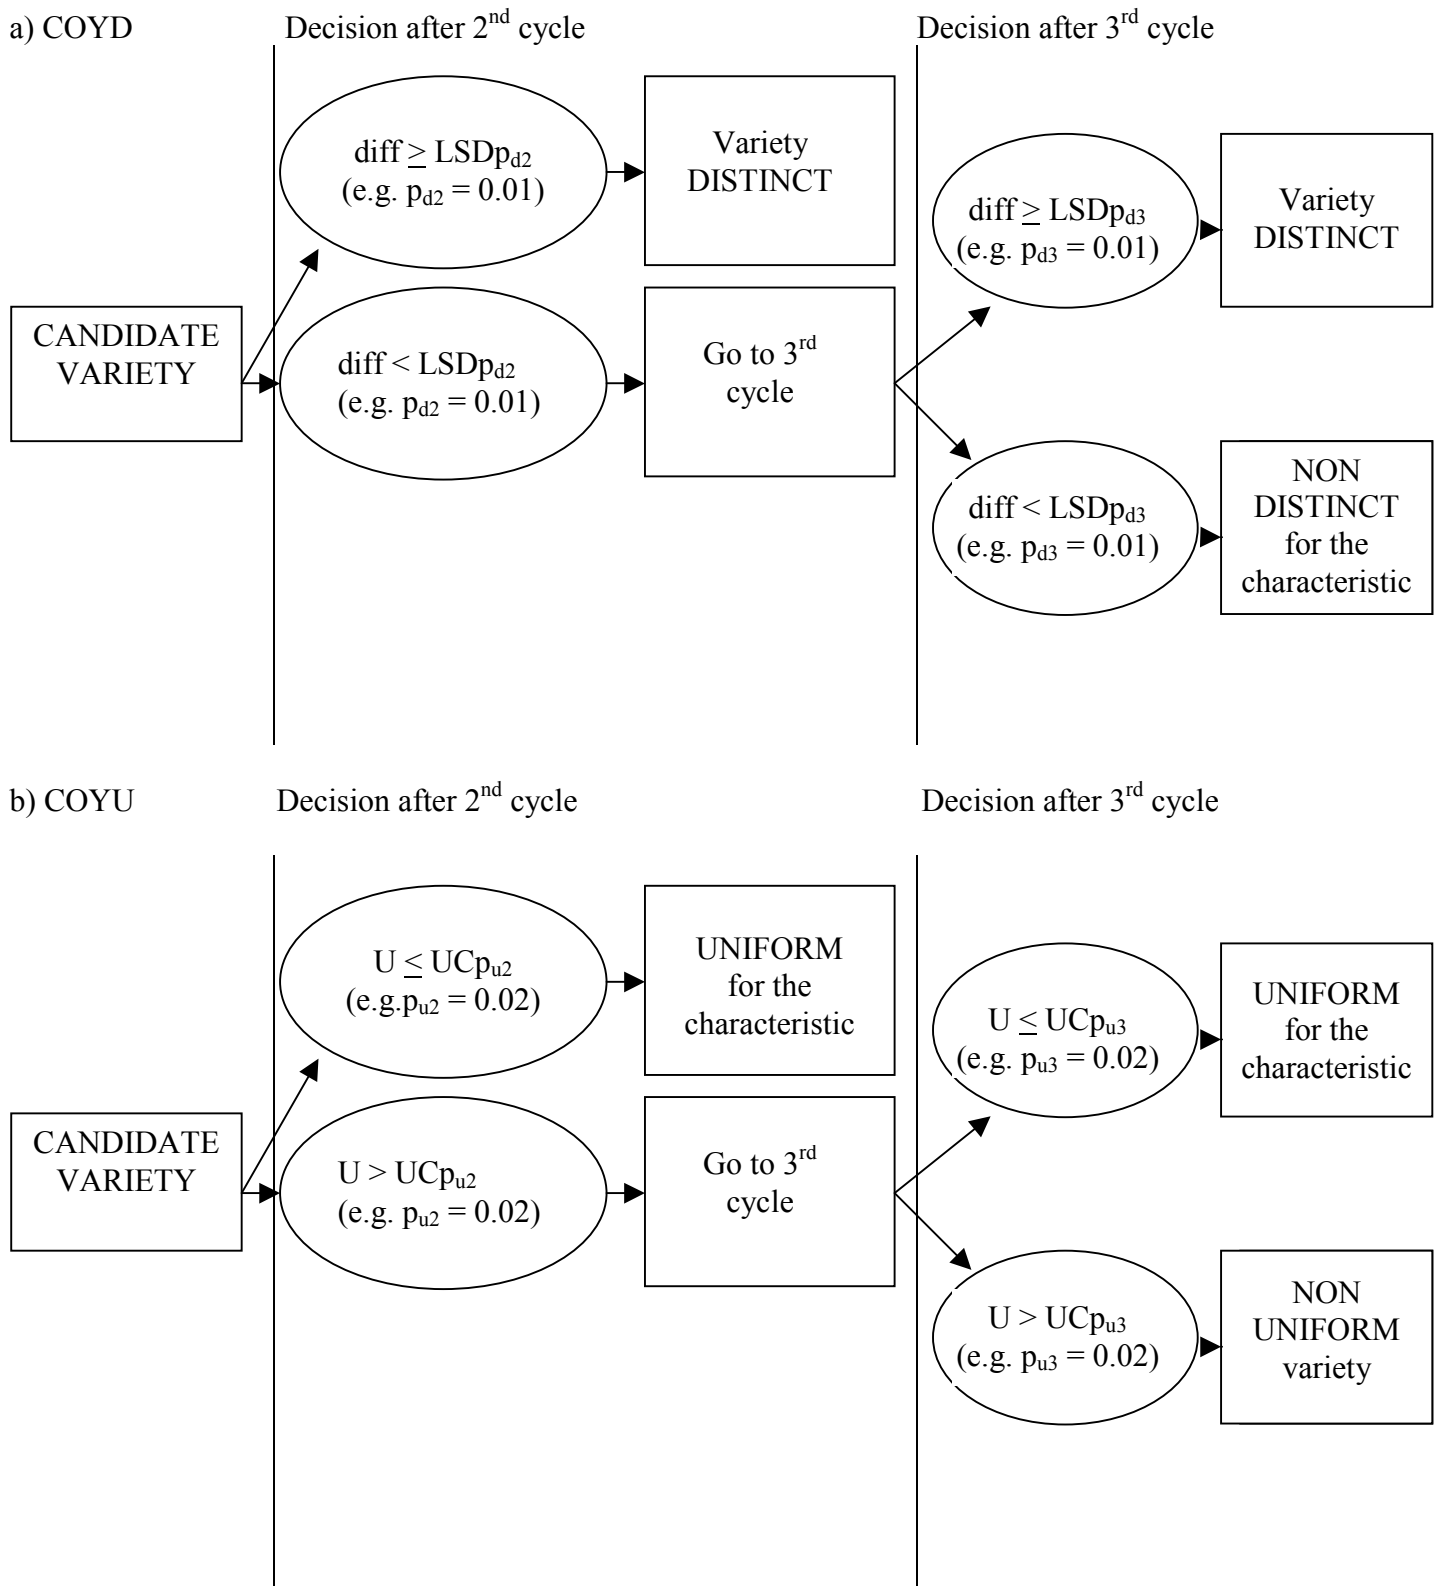 a) COYD
Decision after 2nd cycle
Decision after 3rd cycle
diff ≥ LSDpd2
(e.g. pd2 = 0.01)
Variety
DISTINCT
diff ≥ LSDpd3
(e.g. pd3 = 0.01)
Variety
DISTINCT
CANDIDATE
VARIETY
diff < LSDpd2
(e.g. pd2 = 0.01)
Go to 3rd
cycle
diff < LSDpd3
(e.g. pd3 = 0.01)
NON
DISTINCT
for the
characteristic
b) COYU
Decision after 2nd cycle
Decision after 3rd cycle
U ≤ UCpu2
(e.g.pu2 = 0.02)
UNIFORM
for the
characteristic
U ≤ UCpu3
(e.g. pu3 = 0.02)
UNIFORM
for the
characteristic
CANDIDATE
VARIETY
U > UCpu2
(e.g. pu2 = 0.02)
Go to 3rd
cycle
U > UCpu3
(e.g. pu3 = 0.02)
NON
UNIFORM
variety